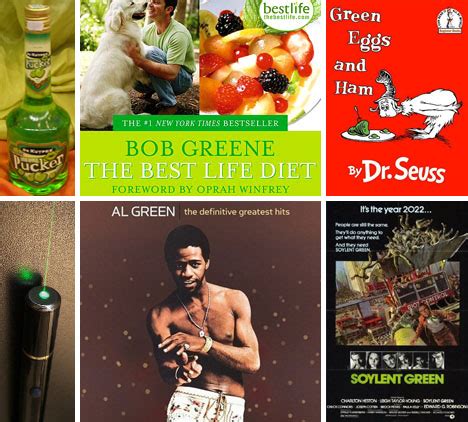 DEKUYPER
Pucker
bestlife
thebestlife.com
THE #1 NEW YORK TIMES BESTSELLER
BOB GREENE
THE BEST LIFE DIET
FOREWORD BY OPRAH WINFREY
Green
Eggs
and
Ham
By Dr. Seuss
AL GREEN the definitive greatest hits
It's the year 2022...
People are still the same.
They'll do anything to
get what they need.
And they need
SOYLENT GREEN.
SOYLENT GREEN
CHARLTON HESTON · LEIGH TAYLOR-YOUNG
EDWARD G. ROBINSON